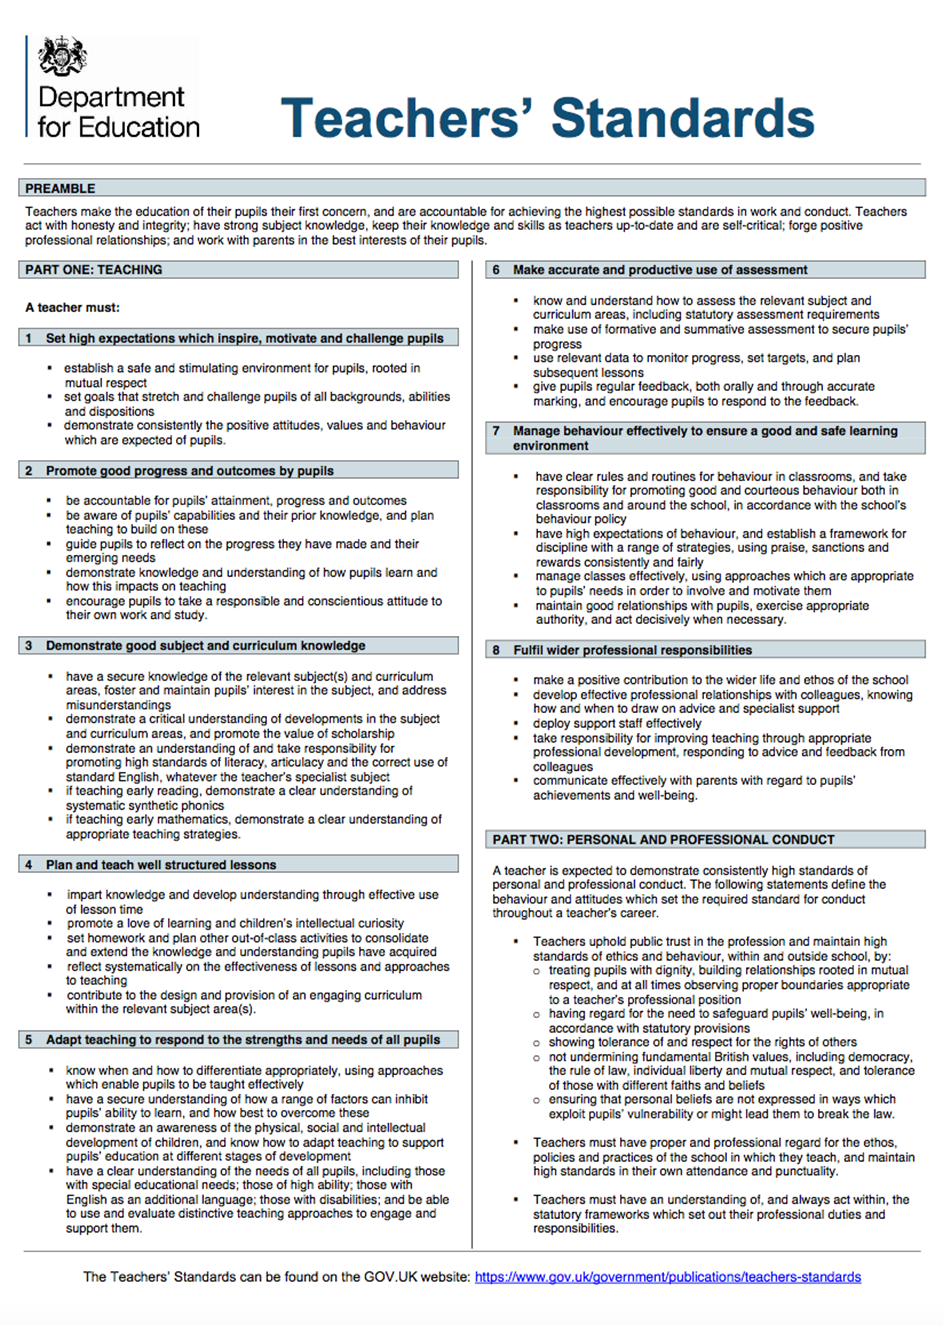 Department
for Education
Teachers’ Standards
PREAMBLE
Teachers make the education of their pupils their first concern, and are accountable for achieving the highest possible standards in work and conduct. Teachers
act with honesty and integrity; have strong subject knowledge, keep their knowledge and skills as teachers up-to-date and are self-critical; forge positive
professional relationships; and work with parents in the best interests of their pupils.
PART ONE: TEACHING
A teacher must:
1 Set high expectations which inspire, motivate and challenge pupils
▪ establish a safe and stimulating environment for pupils, rooted in
mutual respect
▪ set goals that stretch and challenge pupils of all backgrounds, abilities
and dispositions
▪ demonstrate consistently the positive attitudes, values and behaviour
which are expected of pupils.
2 Promote good progress and outcomes by pupils
▪ be accountable for pupils’ attainment, progress and outcomes
▪ be aware of pupils’ capabilities and their prior knowledge, and plan
teaching to build on these
▪ guide pupils to reflect on the progress they have made and their
emerging needs
▪ demonstrate knowledge and understanding of how pupils learn and
how this impacts on teaching
▪ encourage pupils to take a responsible and conscientious attitude to
their own work and study.
3 Demonstrate good subject and curriculum knowledge
▪ have a secure knowledge of the relevant subject(s) and curriculum
areas, foster and maintain pupils’ interest in the subject, and address
misunderstandings
▪ demonstrate a critical understanding of developments in the subject
and curriculum areas, and promote the value of scholarship
▪ demonstrate an understanding of and take responsibility for
promoting high standards of literacy, articulacy and the correct use of
standard English, whatever the teacher’s specialist subject
▪ if teaching early reading, demonstrate a clear understanding of
systematic synthetic phonics
▪ if teaching early mathematics, demonstrate a clear understanding of
appropriate teaching strategies.
4 Plan and teach well structured lessons
▪ impart knowledge and develop understanding through effective use
of lesson time
▪ promote a love of learning and children’s intellectual curiosity
▪ set homework and plan other out-of-class activities to consolidate
and extend the knowledge and understanding pupils have acquired
▪ reflect systematically on the effectiveness of lessons and approaches
to teaching
▪ contribute to the design and provision of an engaging curriculum
within the relevant subject area(s).
5 Adapt teaching to respond to the strengths and needs of all pupils
▪ know when and how to differentiate appropriately, using approaches
which enable pupils to be taught effectively
▪ have a secure understanding of how a range of factors can inhibit
pupils’ ability to learn, and how best to overcome these
▪ demonstrate an awareness of the physical, social and intellectual
development of children, and know how to adapt teaching to support
pupils’ education at different stages of development
▪ have a clear understanding of the needs of all pupils, including those
with special educational needs; those of high ability; those with
English as an additional language; those with disabilities; and be able
to use and evaluate distinctive teaching approaches to engage and
support them.
6 Make accurate and productive use of assessment
▪ know and understand how to assess the relevant subject and
curriculum areas, including statutory assessment requirements
▪ make use of formative and summative assessment to secure pupils’
progress
▪ use relevant data to monitor progress, set targets, and plan
subsequent lessons
▪ give pupils regular feedback, both orally and through accurate
marking, and encourage pupils to respond to the feedback.
7 Manage behaviour effectively to ensure a good and safe learning
environment
▪ have clear rules and routines for behaviour in classrooms, and take
responsibility for promoting good and courteous behaviour both in
classrooms and around the school, in accordance with the school’s
behaviour policy
▪ have high expectations of behaviour, and establish a framework for
discipline with a range of strategies, using praise, sanctions and
rewards consistently and fairly
▪ manage classes effectively, using approaches which are appropriate
to pupils’ needs in order to involve and motivate them
▪ maintain good relationships with pupils, exercise appropriate
authority, and act decisively when necessary.
8 Fulfil wider professional responsibilities
▪ make a positive contribution to the wider life and ethos of the school
▪ develop effective professional relationships with colleagues, knowing
how and when to draw on advice and specialist support
▪ deploy support staff effectively
▪ take responsibility for improving teaching through appropriate
professional development, responding to advice and feedback from
colleagues
▪ communicate effectively with parents with regard to pupils’
achievements and well-being.
PART TWO: PERSONAL AND PROFESSIONAL CONDUCT
A teacher is expected to demonstrate consistently high standards of
personal and professional conduct. The following statements define the
behaviour and attitudes which set the required standard for conduct
throughout a teacher’s career.
▪ Teachers uphold public trust in the profession and maintain high
standards of ethics and behaviour, within and outside school, by:
o treating pupils with dignity, building relationships rooted in mutual
respect, and at all times observing proper boundaries appropriate
to a teacher’s professional position
o having regard for the need to safeguard pupils’ well-being, in
accordance with statutory provisions
o showing tolerance of and respect for the rights of others
o not undermining fundamental British values, including democracy,
the rule of law, individual liberty and mutual respect, and tolerance
of those with different faiths and beliefs
o ensuring that personal beliefs are not expressed in ways which
exploit pupils’ vulnerability or might lead them to break the law.
▪ Teachers must have proper and professional regard for the ethos,
policies and practices of the school in which they teach, and maintain
high standards in their own attendance and punctuality.
▪ Teachers must have an understanding of, and always act within, the
statutory frameworks which set out their professional duties and
responsibilities.
The Teachers’ Standards can be found on the GOV.UK website: https://www.gov.uk/government/publications/teachers-standards